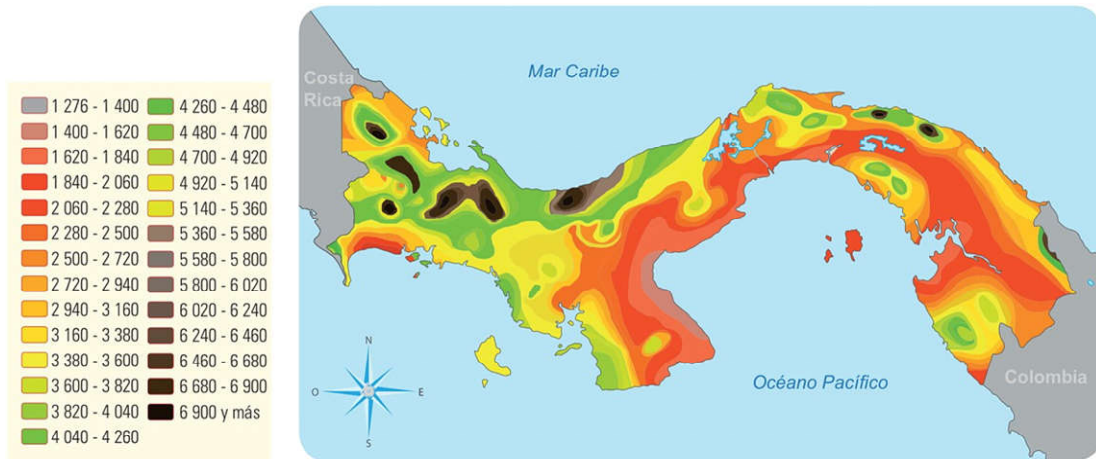 1 276 - 1 400
1 400 - 1 620
1 620 - 1 840
1 840 - 2 060
2 060 - 2 280
2 280 - 2 500
2 500 - 2 720
2 720 - 2 940
2 940 - 3 160
3 160 - 3 380
3 380 - 3 600
3 600 - 3 820
3 820 - 4 040
4 040 - 4 260
4 260 - 4 480
4 480 - 4 700
4 700 - 4 920
4 920 - 5 140
5 140 - 5 360
5 360 - 5 580
5 580 - 5 800
5 800 - 6 020
6 020 - 6 240
6 240 - 6 460
6 460 - 6 680
6 680 - 6 900
6 900 y más
Costa
Rica
Mar Caribe
Océano Pacífico
Colombia
N
O
E
S